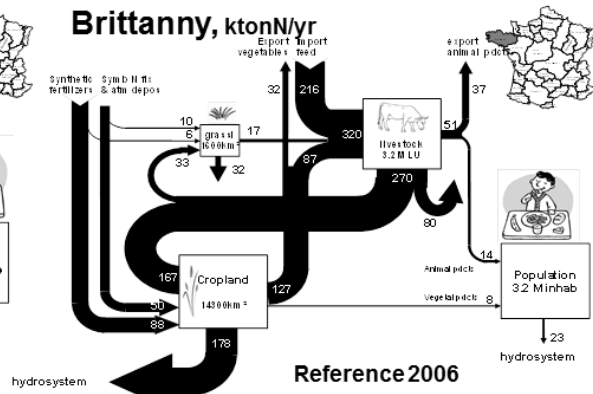 Brittanny, ktonN/yr
Export vegetables
Import feed
export animal pdcts
Synthetic fertilizers
Symb N fix & atm depos
32
216
37
10
6
grassl
1600km²
17
320
livestock
3.2 M LU
51
33
32
87
270
80
167
Cropland
14300km²
127
50
88
178
Animal pdcts
14
Vegetal pdcts
8
Population
3.2 Minhab
23
hydrosystem
hydrosystem
Reference 2006